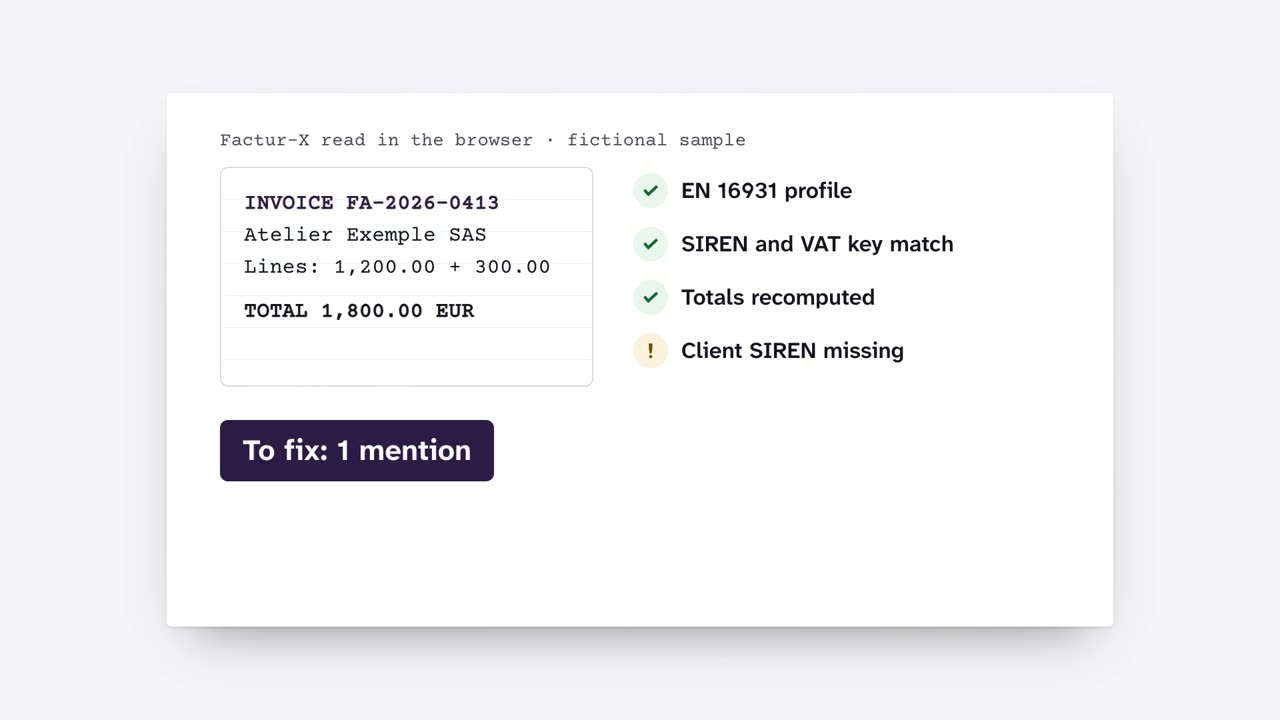 Factur-X read in the browser · fictional sample
INVOICE FA-2026-0413
Atelier Exemple SAS
Lines: 1,200.00 + 300.00
TOTAL 1,800.00 EUR
EN 16931 profile
SIREN and VAT key match
Totals recomputed
! Client SIREN missing
To fix: 1 mention